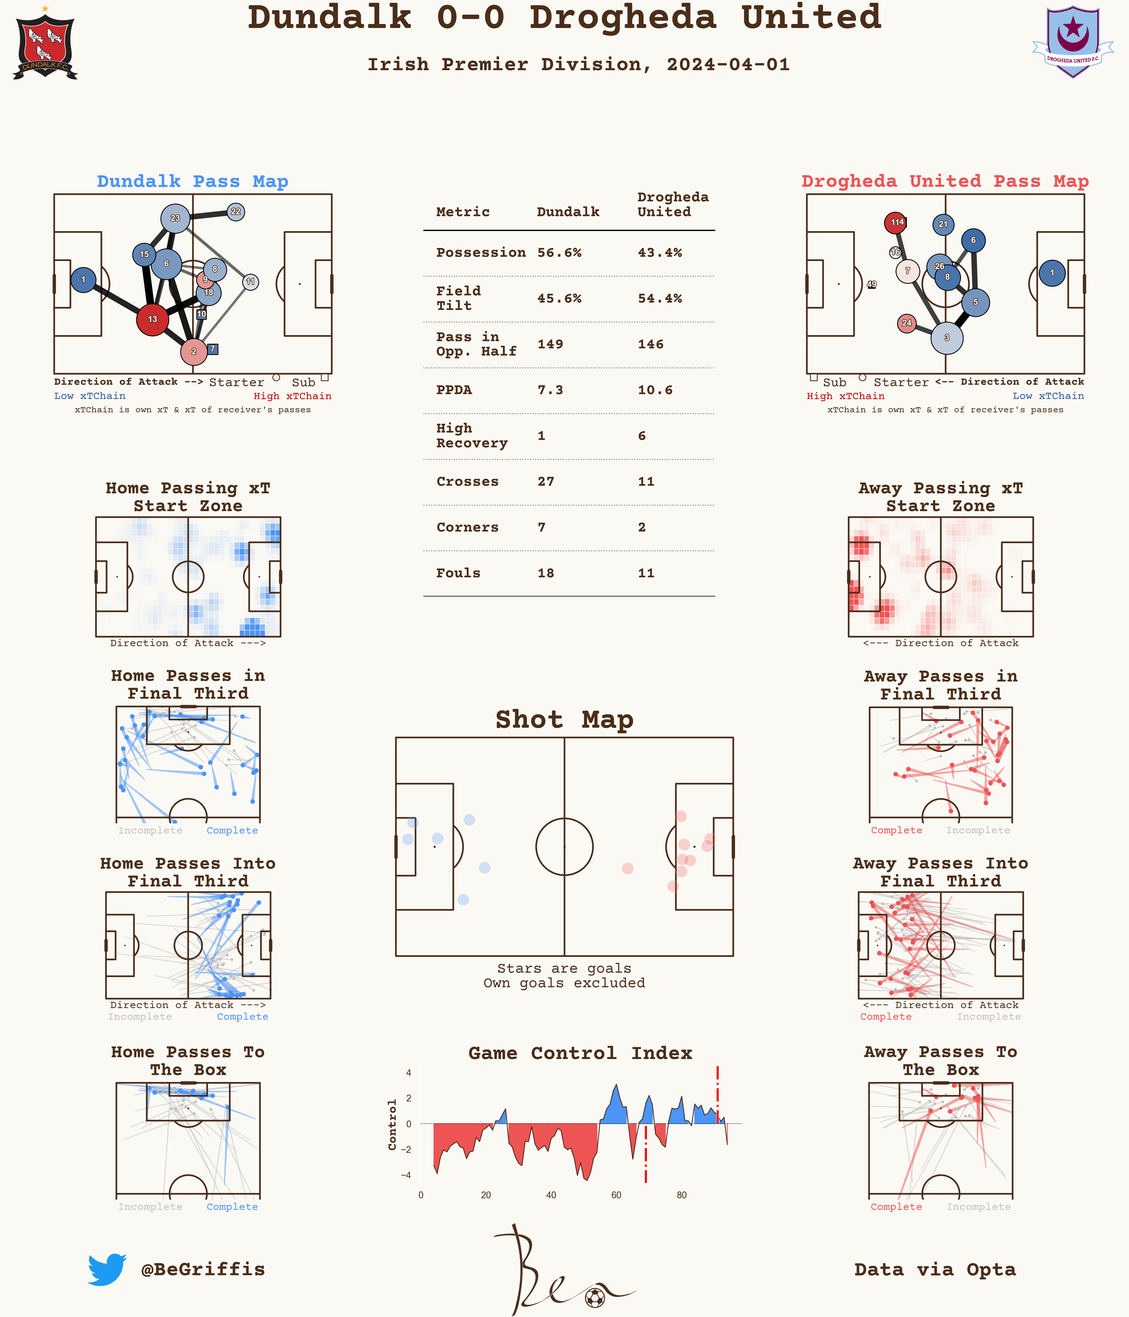 Dundalk 0-0 Drogheda United
Irish Premier Division, 2024-04-01
DUNDALK F.C.
DROGHEDA UNITED F.C.
Dundalk Pass Map
22
23
15
6
8
9
11
1
18
10
13
2
7
Direction of Attack --> Starter Sub
Low xTChain High xTChain
xTChain is own xT & xT of receiver's passes
Metric Dundalk Drogheda United
Possession 56.6% 43.4%
Field Tilt 45.6% 54.4%
Pass in Opp. Half 149 146
PPDA 7.3 10.6
High Recovery 1 6
Crosses 27 11
Corners 7 2
Fouls 18 11
Drogheda United Pass Map
114
21
6
16
26
7
8
1
49
5
24
3
Sub Starter <-- Direction of Attack
High xTChain Low xTChain
xTChain is own xT & xT of receiver's passes
Home Passing xT
Start Zone
Direction of Attack --->
Away Passing xT
Start Zone
<--- Direction of Attack
Home Passes in
Final Third
Incomplete Complete
Away Passes in
Final Third
Complete Incomplete
Shot Map
Stars are goals
Own goals excluded
Home Passes Into
Final Third
Direction of Attack --->
Incomplete Complete
Away Passes Into
Final Third
<--- Direction of Attack
Complete Incomplete
Home Passes To
The Box
Incomplete Complete
Game Control Index
Control
4
2
0
−2
−4
0 20 40 60 80
Away Passes To
The Box
Complete Incomplete
@BeGriffis
Ben
Data via Opta